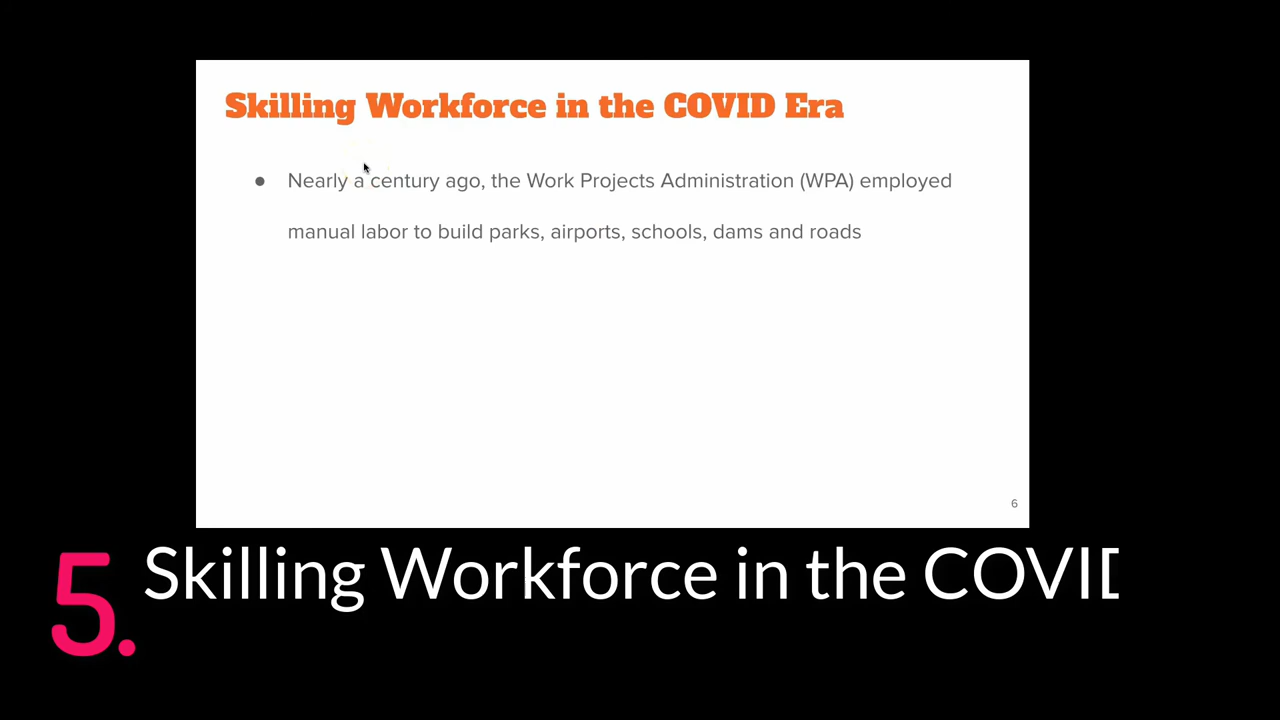 Skilling Workforce in the COVID Era
● Nearly a century ago, the Work Projects Administration (WPA) employed
manual labor to build parks, airports, schools, dams and roads
6
5. Skilling Workforce in the COVID